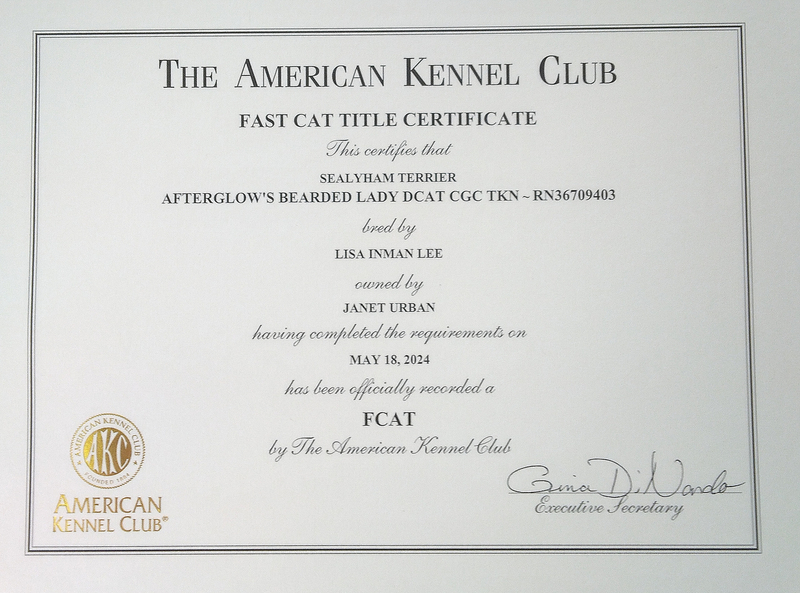 THE AMERICAN KENNEL CLUB
FAST CAT TITLE CERTIFICATE
This certifies that
SEALYHAM TERRIER
AFTERGLOW'S BEARDED LADY DCAT CGC TKN ~ RN36709403
bred by
LISA INMAN LEE
owned by
JANET URBAN
having completed the requirements on
MAY 18, 2024
has been officially recorded a
FCAT
by The American Kennel Club
AMERICAN KENNEL CLUB
AKC
FOUNDED 1884
AMERICAN
KENNEL CLUB®
Gina DiNardo
Executive Secretary